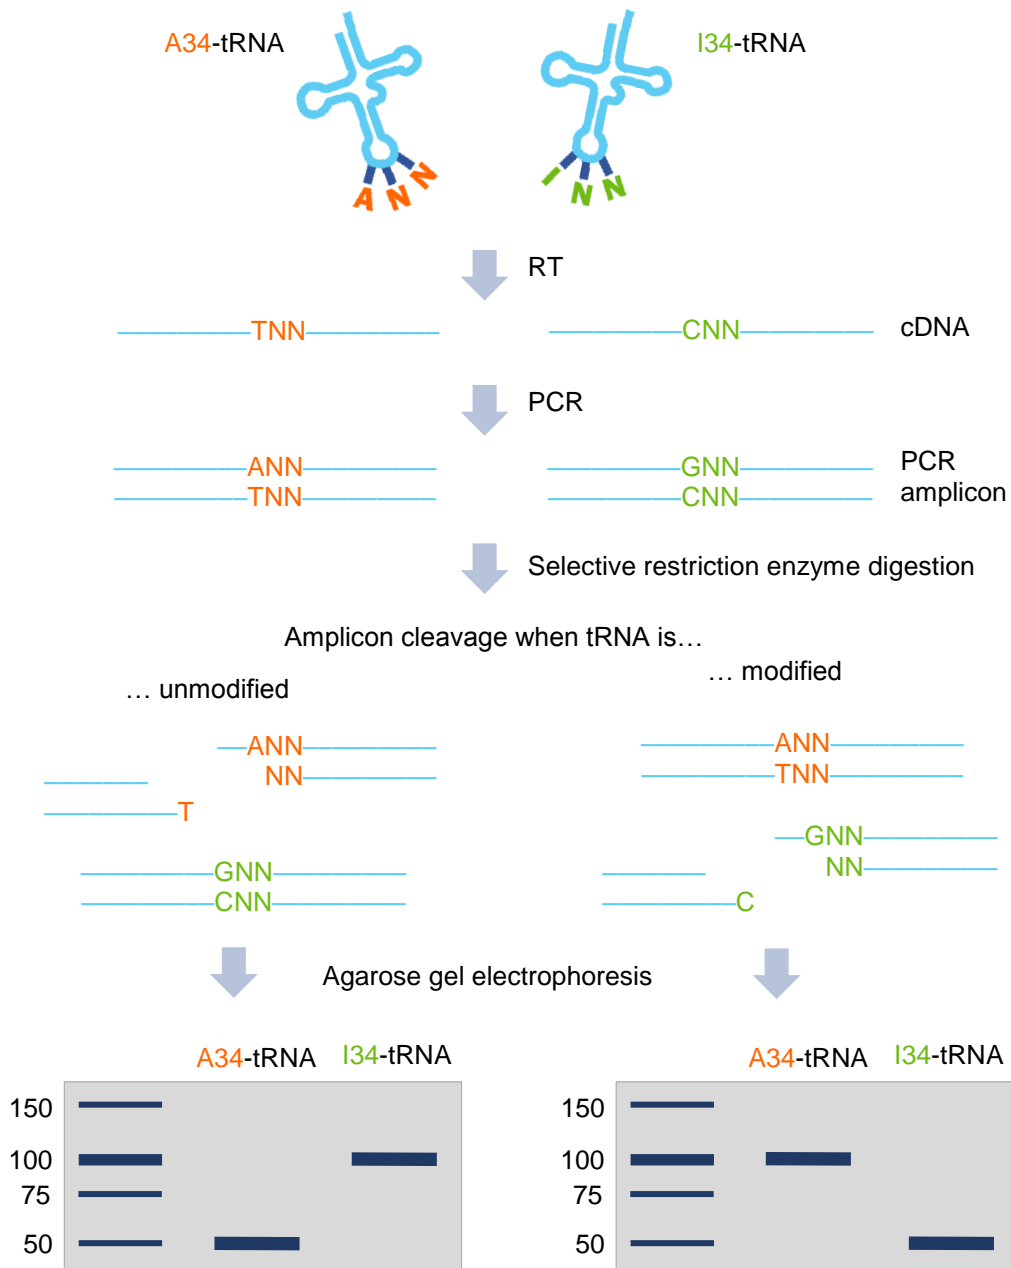 A34-tRNA
I34-tRNA
A N N
I N N
RT
TNN
CNN
cDNA
PCR
ANN
GNN
PCR
TNN
CNN
amplicon
Selective restriction enzyme digestion
Amplicon cleavage when tRNA is…
… unmodified
… modified
ANN
NN
T
GNN
CNN
ANN
TNN
GNN
NN
C
Agarose gel electrophoresis
A34-tRNA
I34-tRNA
150
100
75
50
A34-tRNA
I34-tRNA
150
100
75
50